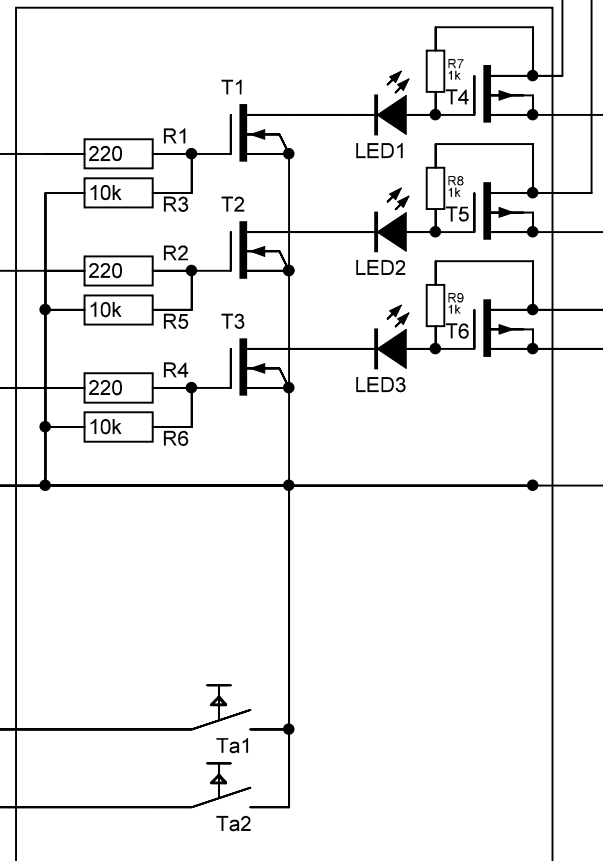 T1
R7
1k
T4
220
R1
LED1
10k
R3
T2
R8
1k
T5
220
R2
LED2
10k
R5
T3
R9
1k
T6
220
R4
LED3
10k
R6
Ta1
Ta2